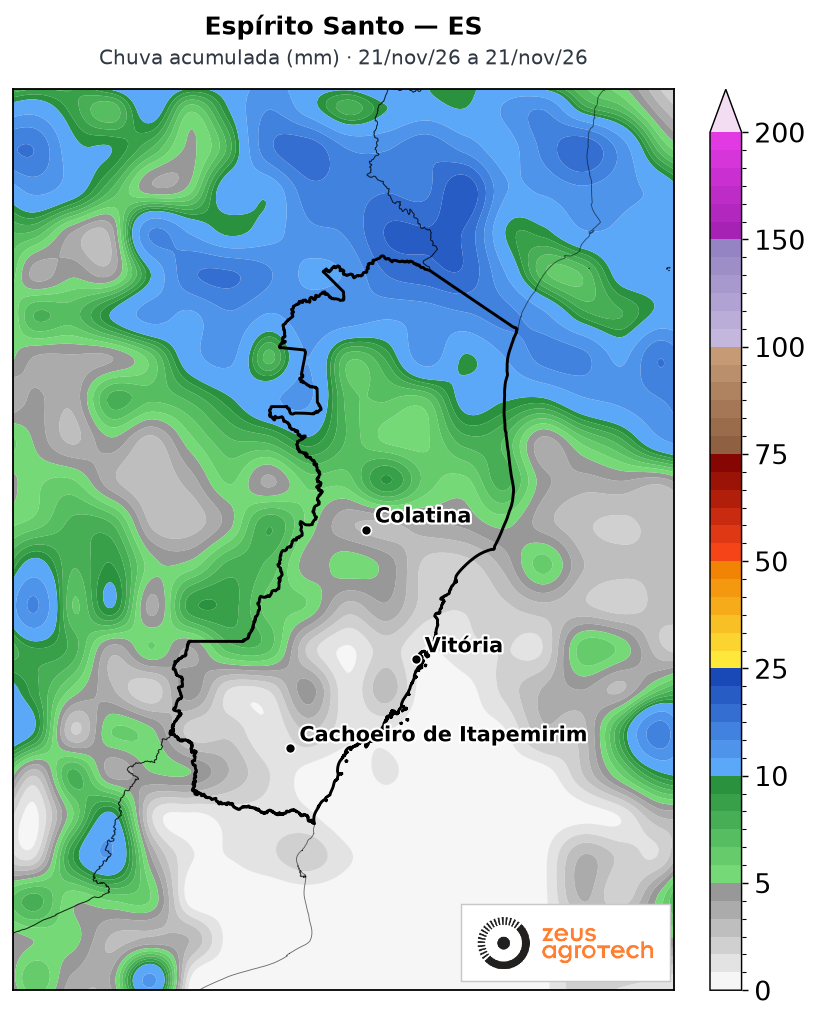 Espírito Santo — ES
Chuva acumulada (mm) · 21/nov/26 a 21/nov/26
200
150
100
75
50
25
10
5
0
Colatina
Vitória
Cachoeiro de Itapemirim
zeus
agroтech